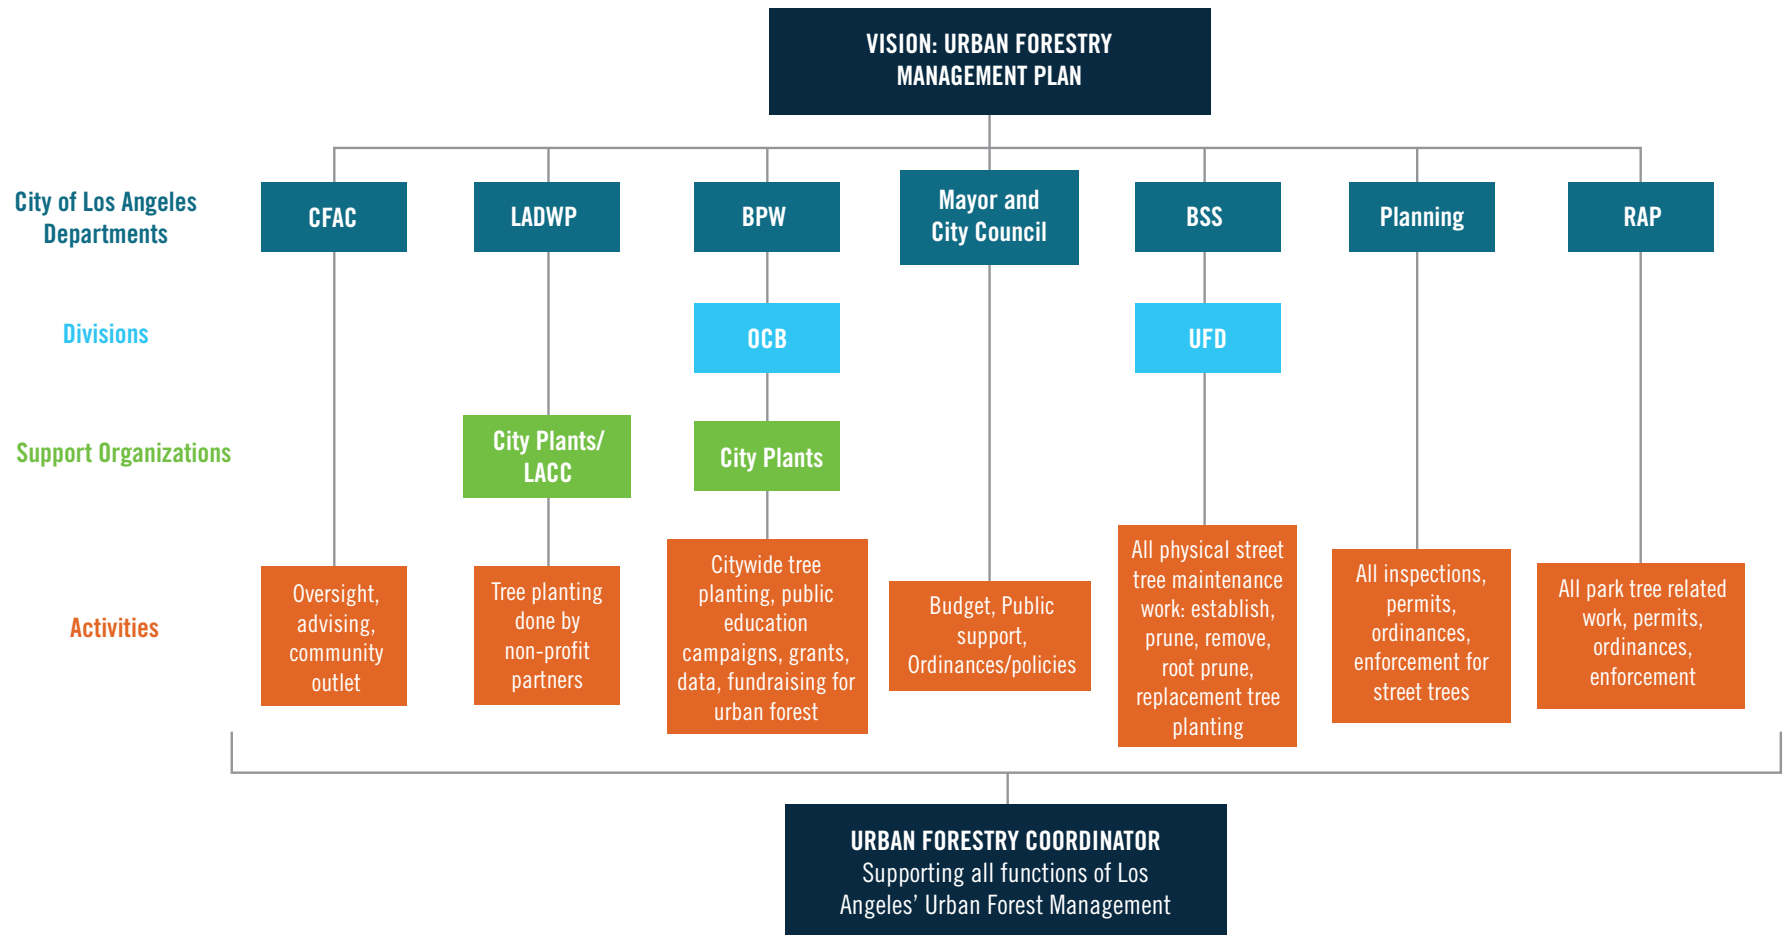 VISION: URBAN FORESTRY
MANAGEMENT PLAN
City of Los Angeles
Departments
CFAC
LADWP
BPW
Mayor and
City Council
BSS
Planning
RAP
Divisions
OCB
UFD
Support Organizations
City Plants/
LACC
City Plants
Activities
Oversight,
advising,
community
outlet
Tree planting
done by
non-profit
partners
Citywide tree
planting, public
education
campaigns, grants,
data, fundraising for
urban forest
Budget, Public
support,
Ordinances/policies
All physical street
tree maintenance
work: establish,
prune, remove,
root prune,
replacement tree
planting
All inspections,
permits,
ordinances,
enforcement for
street trees
All park tree related
work, permits,
ordinances,
enforcement
URBAN FORESTRY COORDINATOR
Supporting all functions of Los
Angeles’ Urban Forest Management